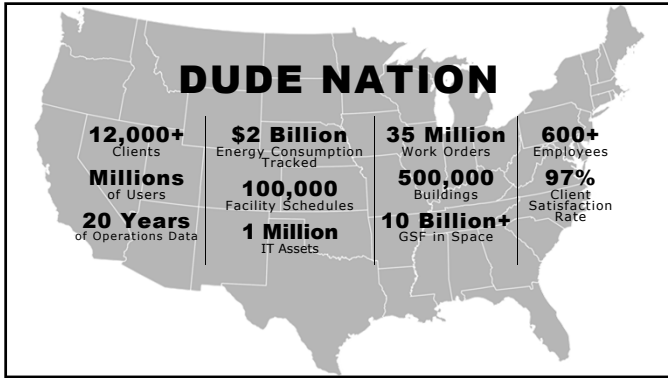 DUDE NATION
12,000+
Clients
Millions
of Users
20 Years
of Operations Data
$2 Billion
Energy Consumption
Tracked
100,000
Facility Schedules
1 Million
IT Assets
35 Million
Work Orders
500,000
Buildings
10 Billion+
GSF in Space
600+
Employees
97%
Client
Satisfaction
Rate